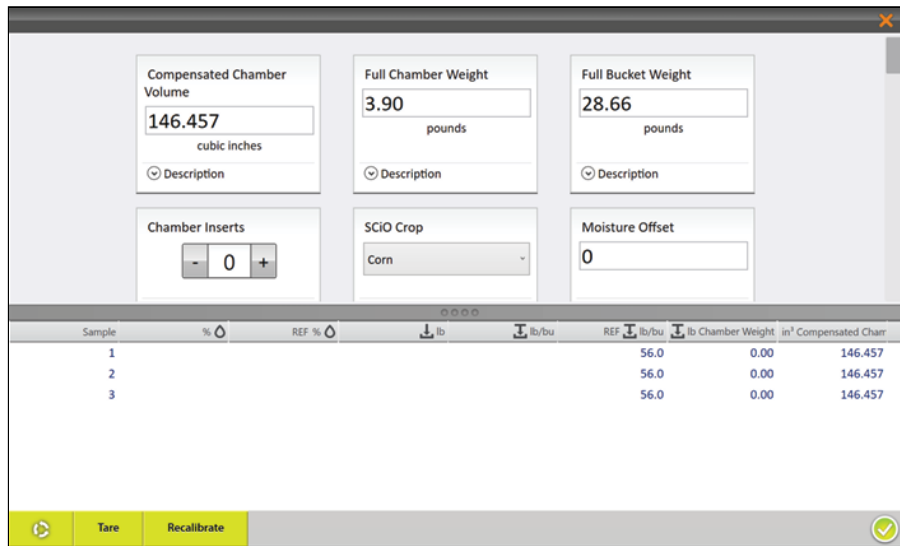 Compensated Chamber
Volume
146.457
cubic inches
Description
Full Chamber Weight
3.90
pounds
Description
Full Bucket Weight
28.66
pounds
Description
Chamber Inserts
- 0 +
SCiO Crop
Corn
Moisture Offset
0
Sample % REF % lb lb/bu REF lb/bu lb Chamber Weight in³ Compensated Cham
1 56.0 0.00 146.457
2 56.0 0.00 146.457
3 56.0 0.00 146.457
Tare Recalibrate